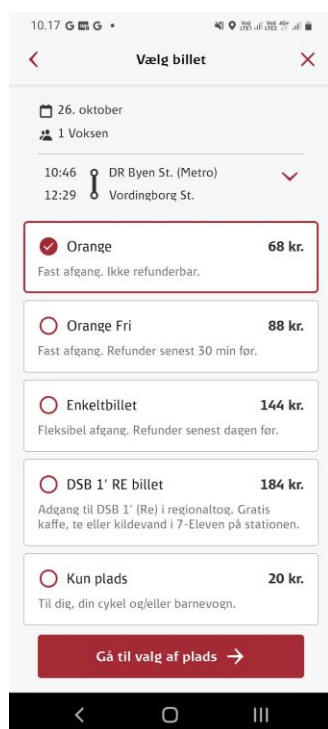 10.17 G G •
Vælg billet
26. oktober
1 Voksen
10:46 DR Byen St. (Metro)
12:29 Vordingborg St.
Orange 68 kr.
Fast afgang. Ikke refunderbar.
Orange Fri 88 kr.
Fast afgang. Refunder senest 30 min før.
Enkeltbillet 144 kr.
Fleksibel afgang. Refunder senest dagen før.
DSB 1' RE billet 184 kr.
Adgang til DSB 1' (Re) i regionaltog. Gratis
kaffe, te eller kildevand i 7-Eleven på stationen.
Kun plads 20 kr.
Til dig, din cykel og/eller barnevogn.
Gå til valg af plads →